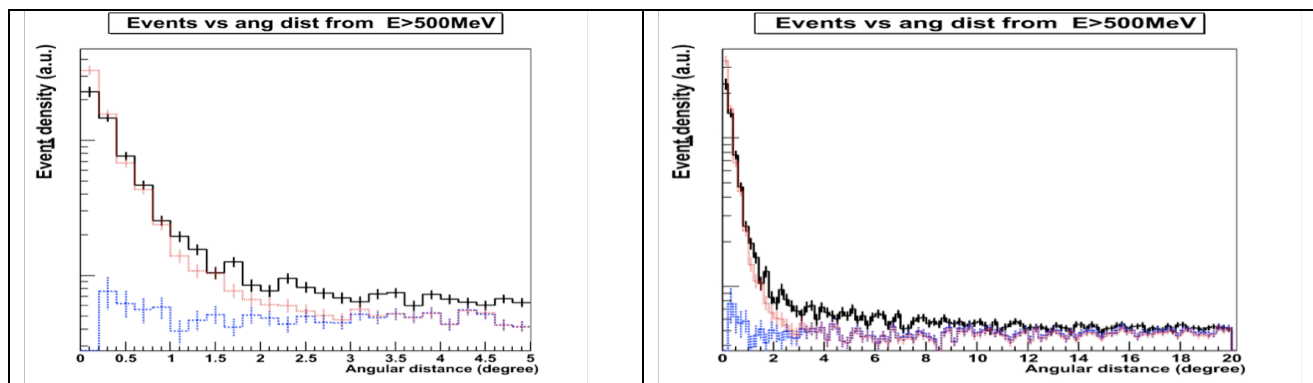 Events vs ang dist from E>500MeV
Event density (a.u.)
1
0 0.5 1 1.5 2 2.5 3 3.5 4 4.5 5
Angular distance (degree)
Events vs ang dist from E>500MeV
Event density (a.u.)
1
0 2 4 6 8 10 12 14 16 18 20
Angular distance (degree)